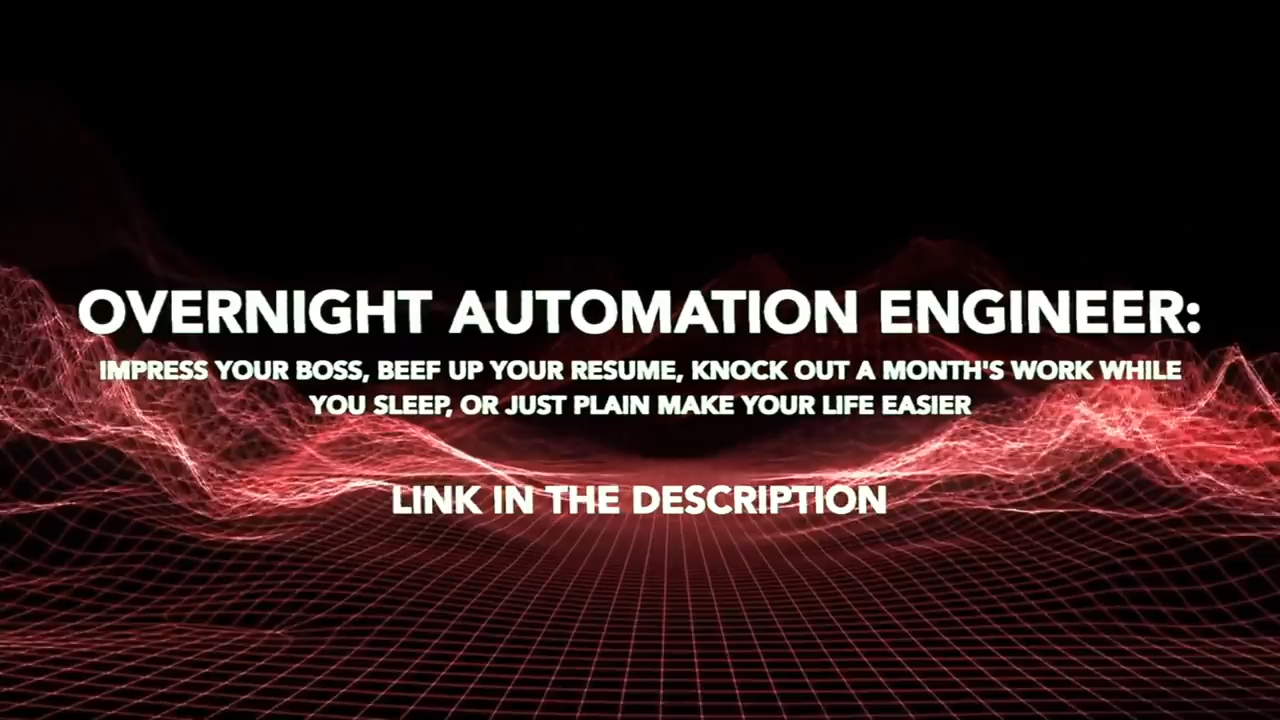 OVERNIGHT AUTOMATION ENGINEER:
IMPRESS YOUR BOSS, BEEF UP YOUR RESUME, KNOCK OUT A MONTH'S WORK WHILE
YOU SLEEP, OR JUST PLAIN MAKE YOUR LIFE EASIER
LINK IN THE DESCRIPTION